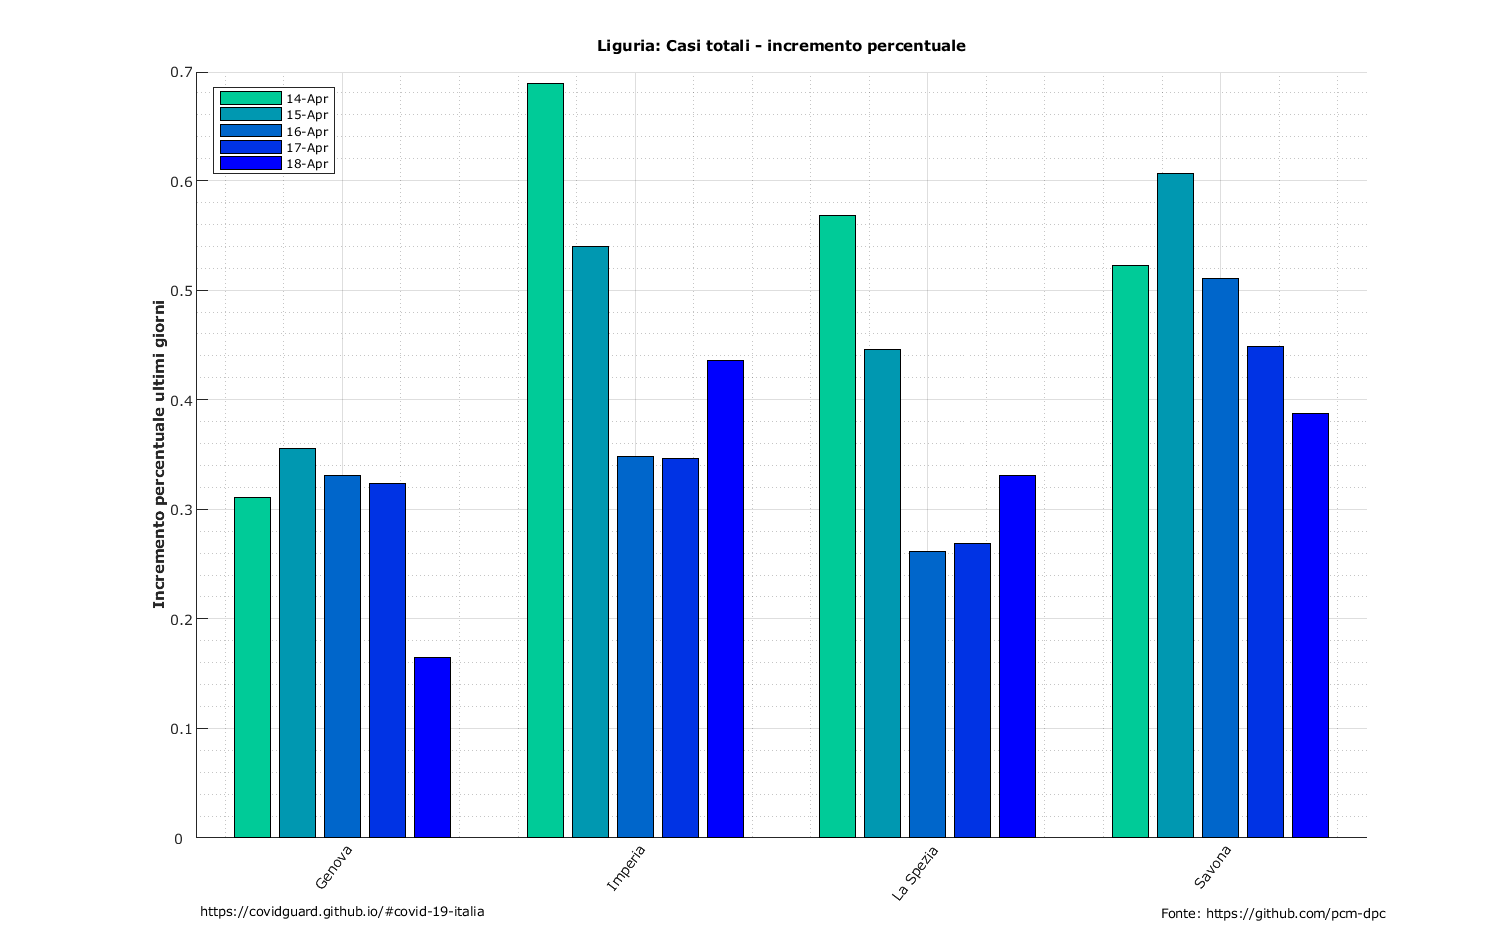 Liguria: Casi totali - incremento percentuale
0.7
0.6
0.5
0.4
0.3
0.2
0.1
0
Incremento percentuale ultimi giorni
14-Apr
15-Apr
16-Apr
17-Apr
18-Apr
Genova
Imperia
La Spezia
Savona
https://covidguard.github.io/#covid-19-italia
Fonte: https://github.com/pcm-dpc